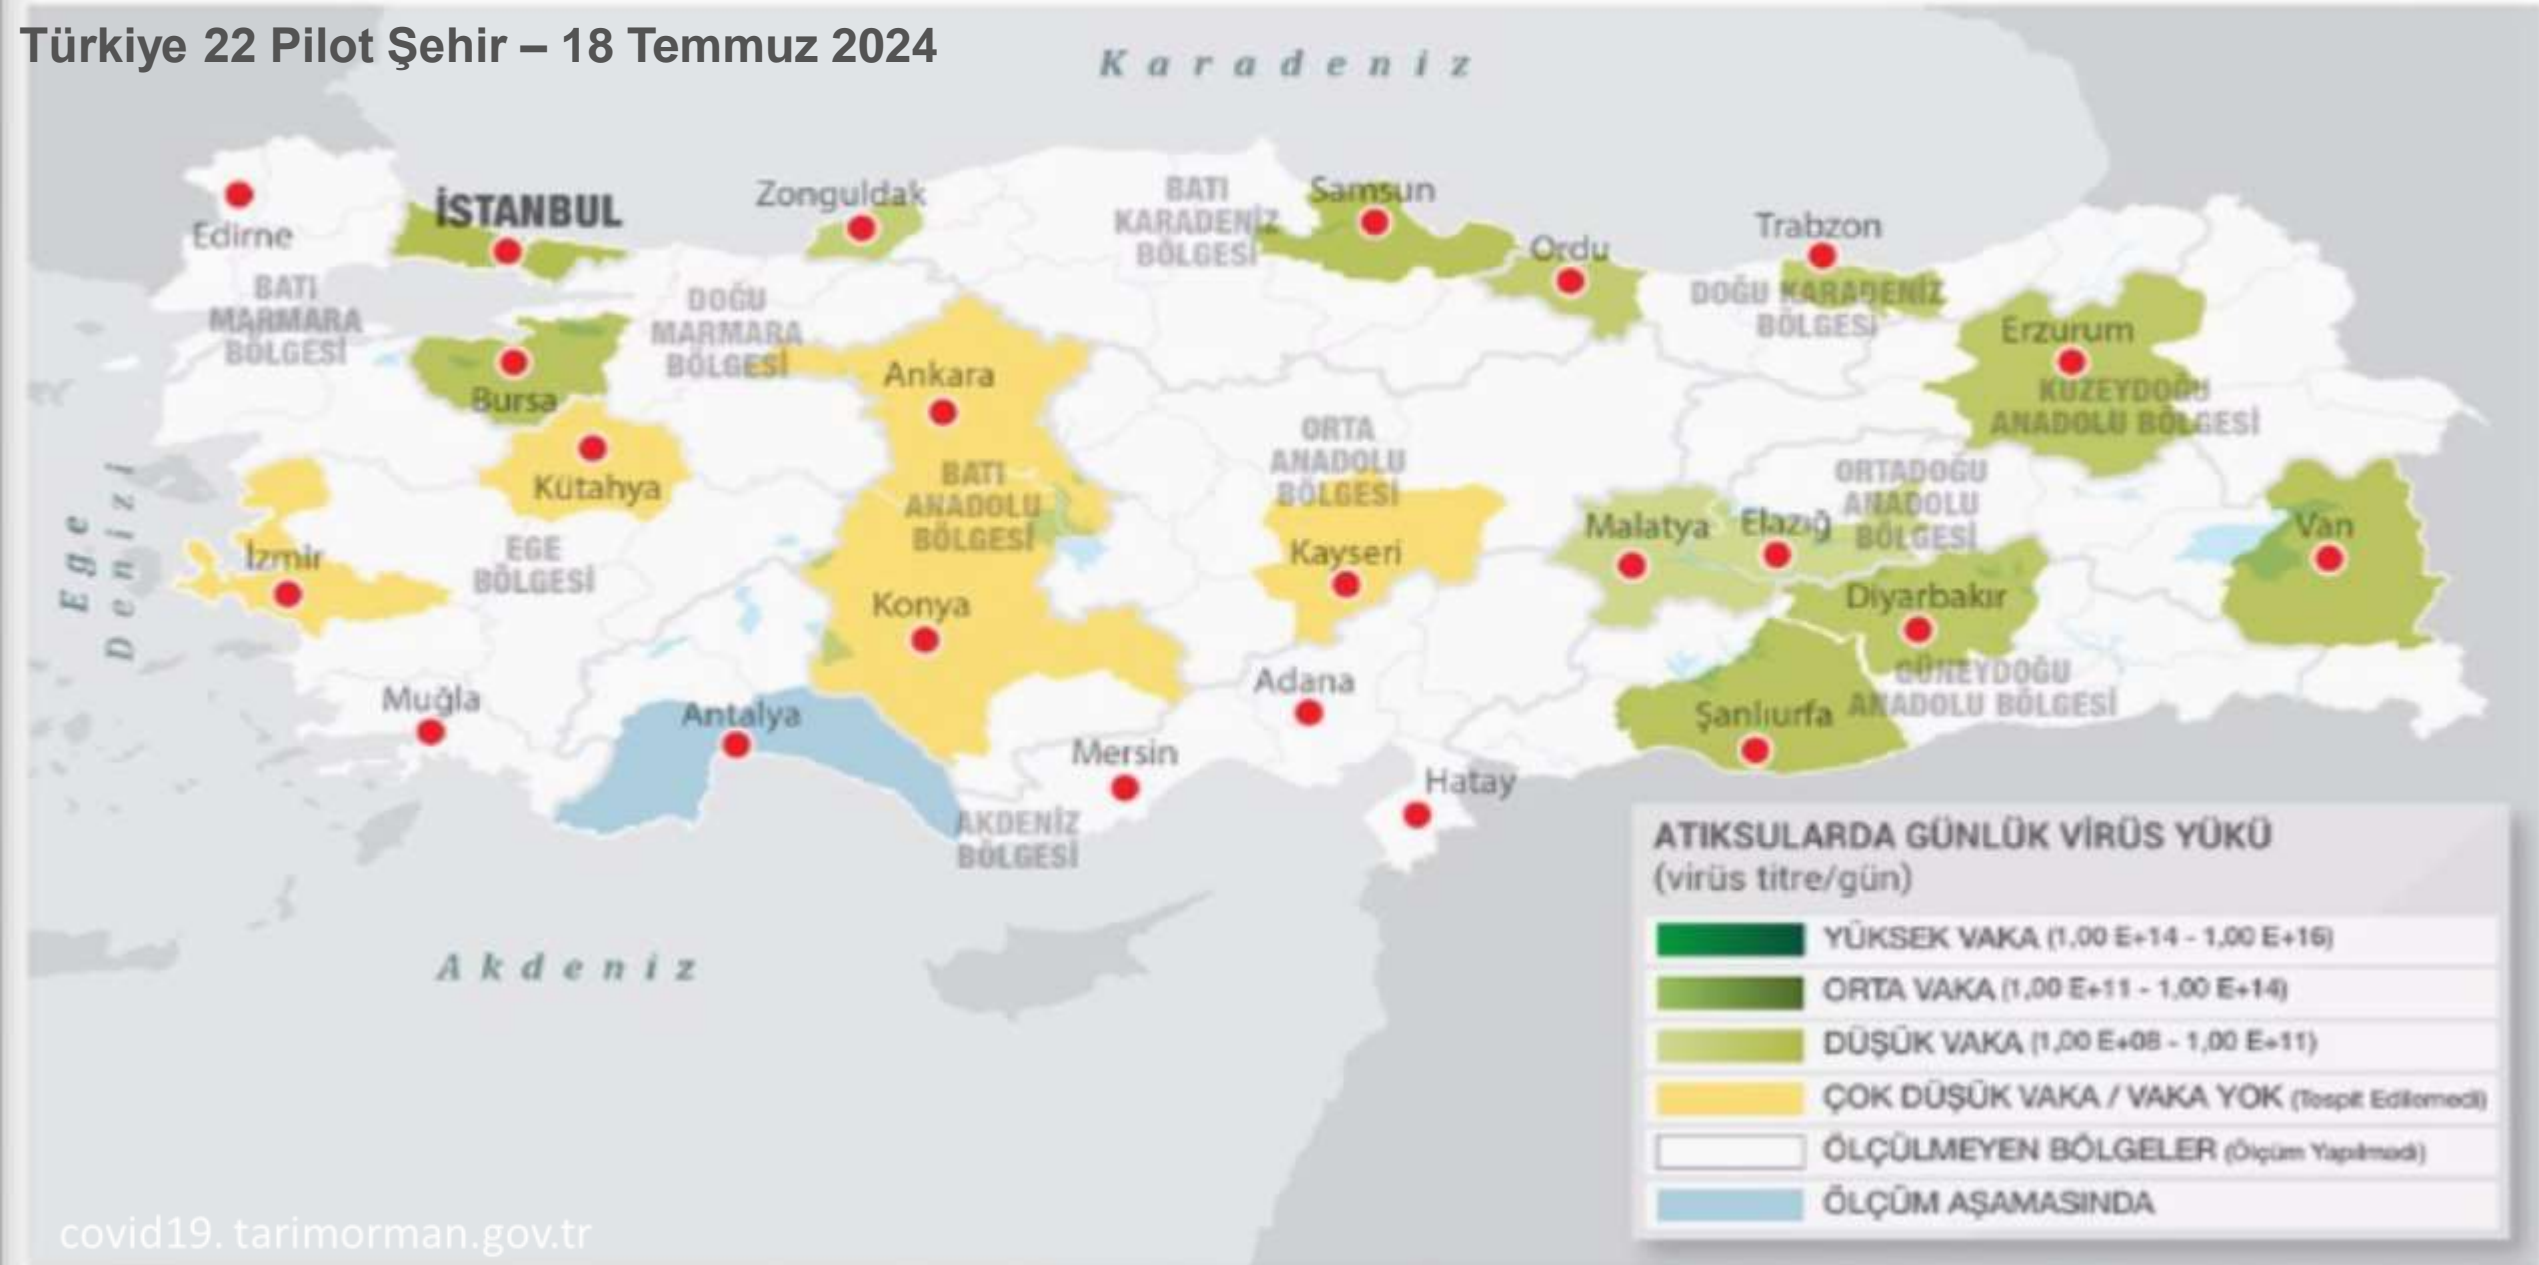 Türkiye 22 Pilot Şehir – 18 Temmuz 2024
Karadeniz
Edirne
İSTANBUL
Zonguldak
BATI
KARADENİZ
BÖLGESİ
Samsun
Ordu
Trabzon
BATI
MARMARA
BÖLGESİ
DOĞU
MARMARA
BÖLGESİ
DOĞU KARADENİZ
BÖLGESİ
Erzurum
KUZEYDOĞU
ANADOLU BÖLGESİ
Bursa
Ankara
Kütahya
BATI
ANADOLU
BÖLGESİ
ORTA
ANADOLU
BÖLGESİ
ORTADOĞU
ANADOLU
BÖLGESİ
Ege
Denizi
İzmir
EGE
BÖLGESİ
Konya
Kayseri
Malatya
Elazığ
Van
Diyarbakır
GÜNEYDOĞU
ANADOLU BÖLGESİ
Şanlıurfa
Muğla
Antalya
Adana
Mersin
Hatay
AKDENİZ
BÖLGESİ
Akdeniz
ATIKSULARDA GÜNLÜK VİRÜS YÜKÜ
(virüs titre/gün)
YÜKSEK VAKA (1,00 E+14 - 1,00 E+16)
ORTA VAKA (1,00 E+11 - 1,00 E+14)
DÜŞÜK VAKA (1,00 E+08 - 1,00 E+11)
ÇOK DÜŞÜK VAKA / VAKA YOK (Tespit Edilemedi)
ÖLÇÜLMEYEN BÖLGELER (Ölçüm Yapılmadı)
ÖLÇÜM AŞAMASINDA
covid19. tarimorman.gov.tr